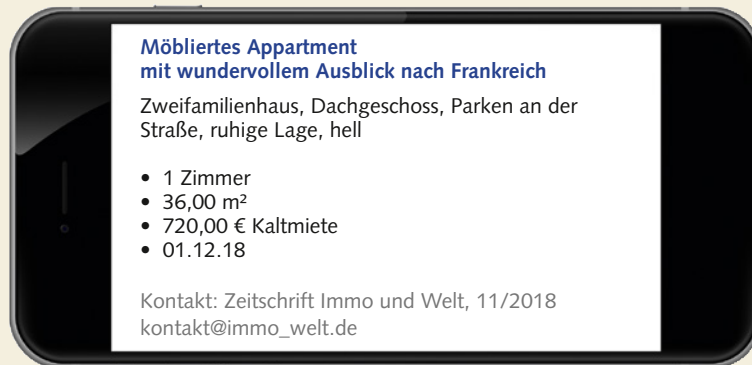 Möbliertes Appartment
mit wundervollem Ausblick nach Frankreich
Zweifamilienhaus, Dachgeschoss, Parken an der
Straße, ruhige Lage, hell
• 1 Zimmer
• 36,00 m²
• 720,00 € Kaltmiete
• 01.12.18
Kontakt: Zeitschrift Immo und Welt, 11/2018
kontakt@immo_welt.de